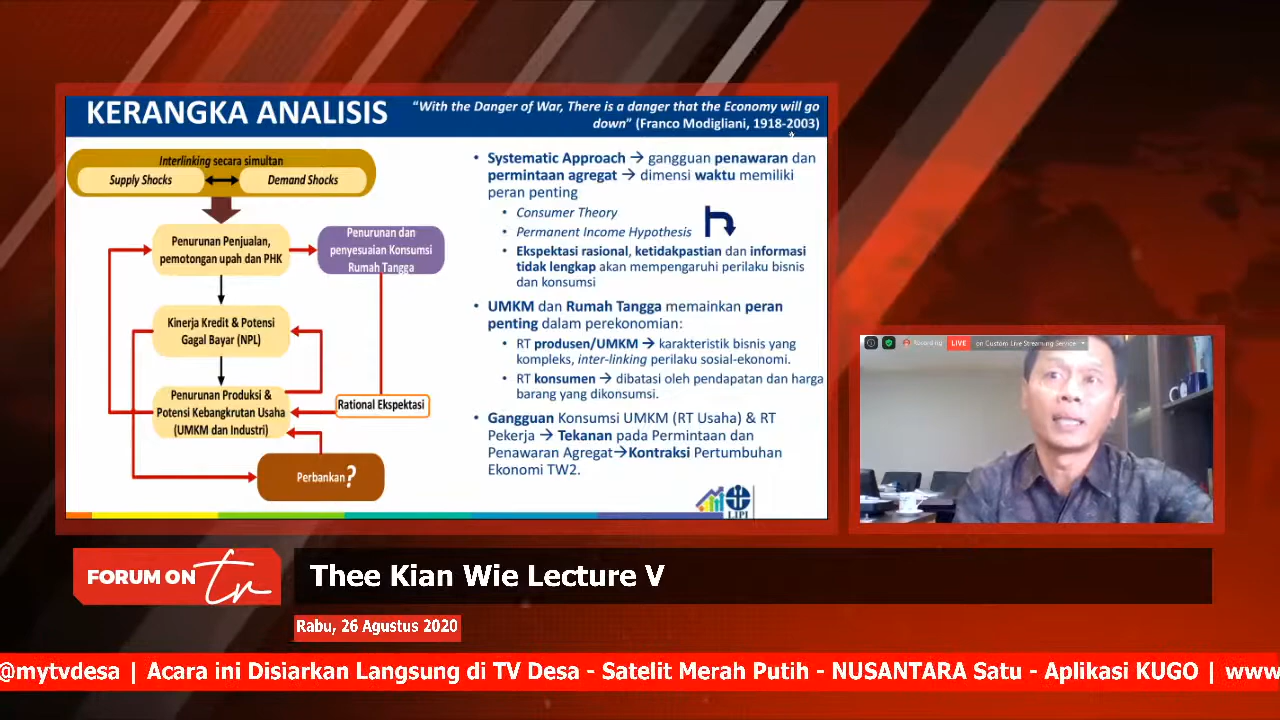 KERANGKA ANALISIS
“With the Danger of War, There is a danger that the Economy will go
down” (Franco Modigliani, 1918-2003)
Interlinking secara simultan
Supply Shocks
Demand Shocks
Penurunan Penjualan,
pemotongan upah dan PHK
Penurunan dan
penyesuaian Konsumsi
Rumah Tangga
Kinerja Kredit & Potensi
Gagal Bayar (NPL)
Penurunan Produksi &
Potensi Kebangkrutan Usaha
(UMKM dan Industri)
Rational Ekspektasi
Perbankan?
• Systematic Approach → gangguan penawaran dan
permintaan agregat → dimensi waktu memiliki
peran penting
• Consumer Theory
• Permanent Income Hypothesis
• Ekspektasi rasional, ketidakpastian dan informasi
tidak lengkap akan mempengaruhi perilaku bisnis
dan konsumsi
• UMKM dan Rumah Tangga memainkan peran
penting dalam perekonomian:
• RT produsen/UMKM → karakteristik bisnis yang
kompleks, inter-linking perilaku sosial-ekonomi.
• RT konsumen → dibatasi oleh pendapatan dan harga
barang yang dikonsumsi.
• Gangguan Konsumsi UMKM (RT Usaha) & RT
Pekerja → Tekanan pada Permintaan dan
Penawaran Agregat→Kontraksi Pertumbuhan
Ekonomi TW2.
LIPI
Recording
LIVE
on Custom Live Streaming Service
FORUM ON
tr
Thee Kian Wie Lecture V
Rabu, 26 Agustus 2020
@mytvdesa | Acara ini Disiarkan Langsung di TV Desa - Satelit Merah Putih - NUSANTARA Satu - Aplikasi KUGO | www